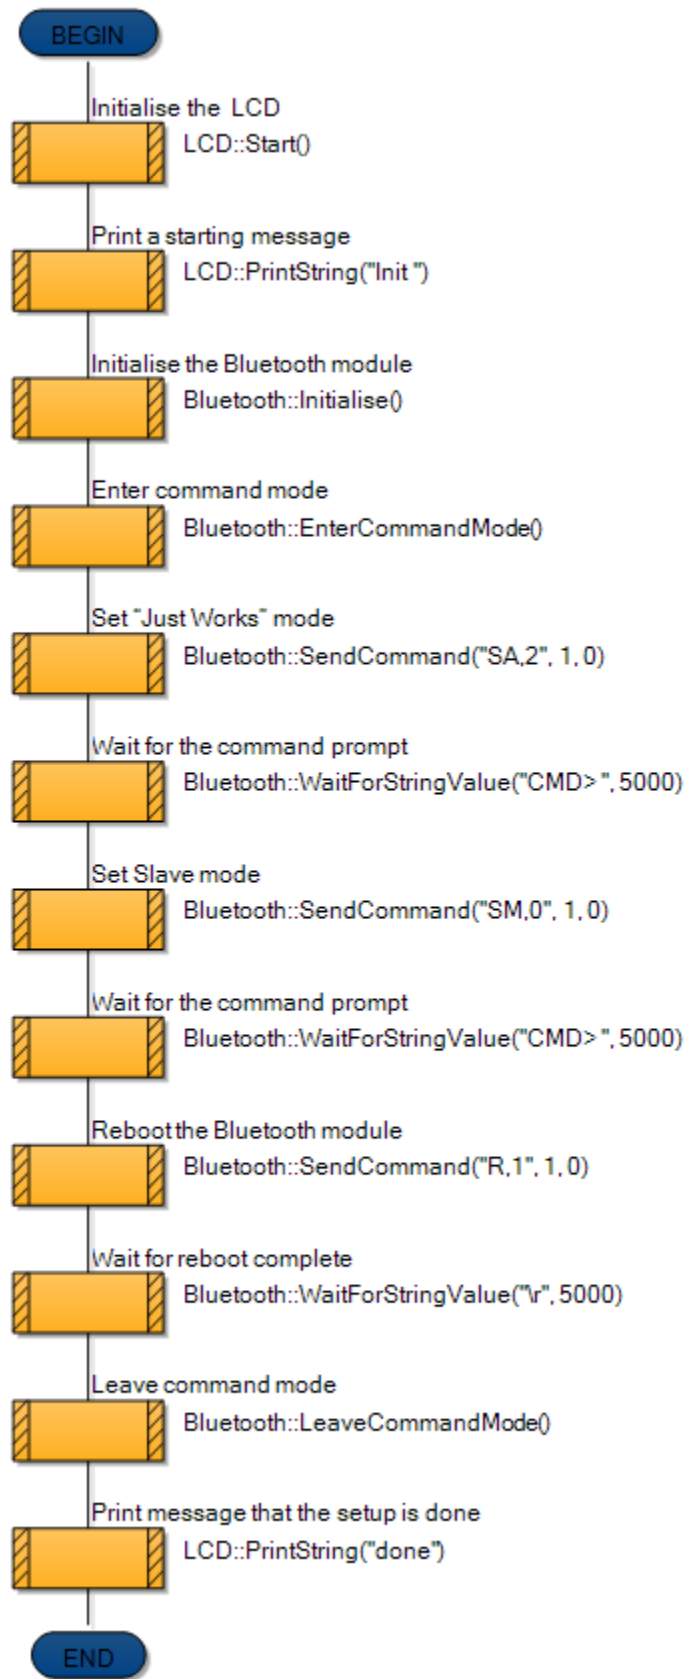 BEGIN
Initialise the LCD
LCD::Start()
Print a starting message
LCD::PrintString("Init ")
Initialise the Bluetooth module
Bluetooth::Initialise()
Enter command mode
Bluetooth::EnterCommandMode()
Set "Just Works" mode
Bluetooth::SendCommand("SA,2", 1, 0)
Wait for the command prompt
Bluetooth::WaitForStringValue("CMD> ", 5000)
Set Slave mode
Bluetooth::SendCommand("SM,0", 1, 0)
Wait for the command prompt
Bluetooth::WaitForStringValue("CMD> ", 5000)
Reboot the Bluetooth module
Bluetooth::SendCommand("R,1", 1, 0)
Wait for reboot complete
Bluetooth::WaitForStringValue("\r", 5000)
Leave command mode
Bluetooth::LeaveCommandMode()
Print message that the setup is done
LCD::PrintString("done")
END